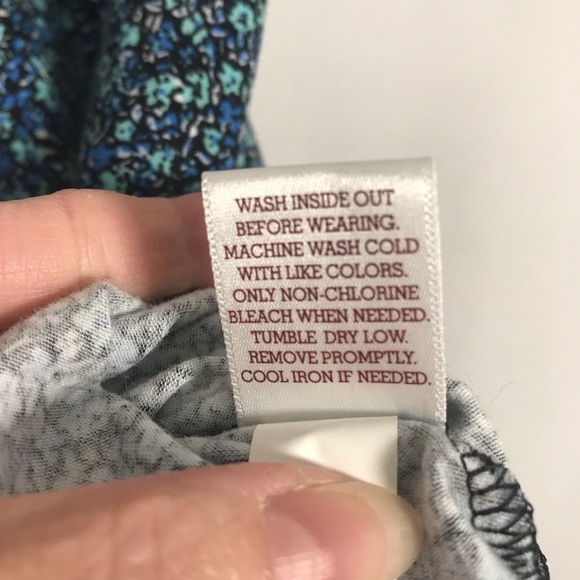 WASH INSIDE OUT
BEFORE WEARING.
MACHINE WASH COLD
WITH LIKE COLORS.
ONLY NON-CHLORINE
BLEACH WHEN NEEDED.
TUMBLE DRY LOW.
REMOVE PROMPTLY.
COOL IRON IF NEEDED.